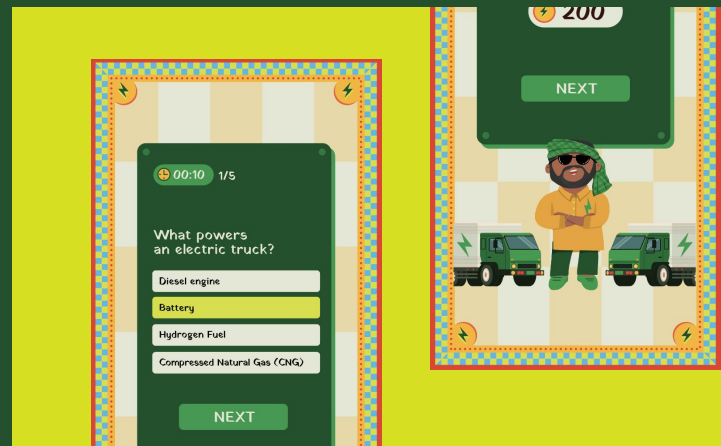 00:10 1/5
What powers
an electric truck?
Diesel engine
Battery
Hydrogen Fuel
Compressed Natural Gas (CNG)
NEXT
200
NEXT